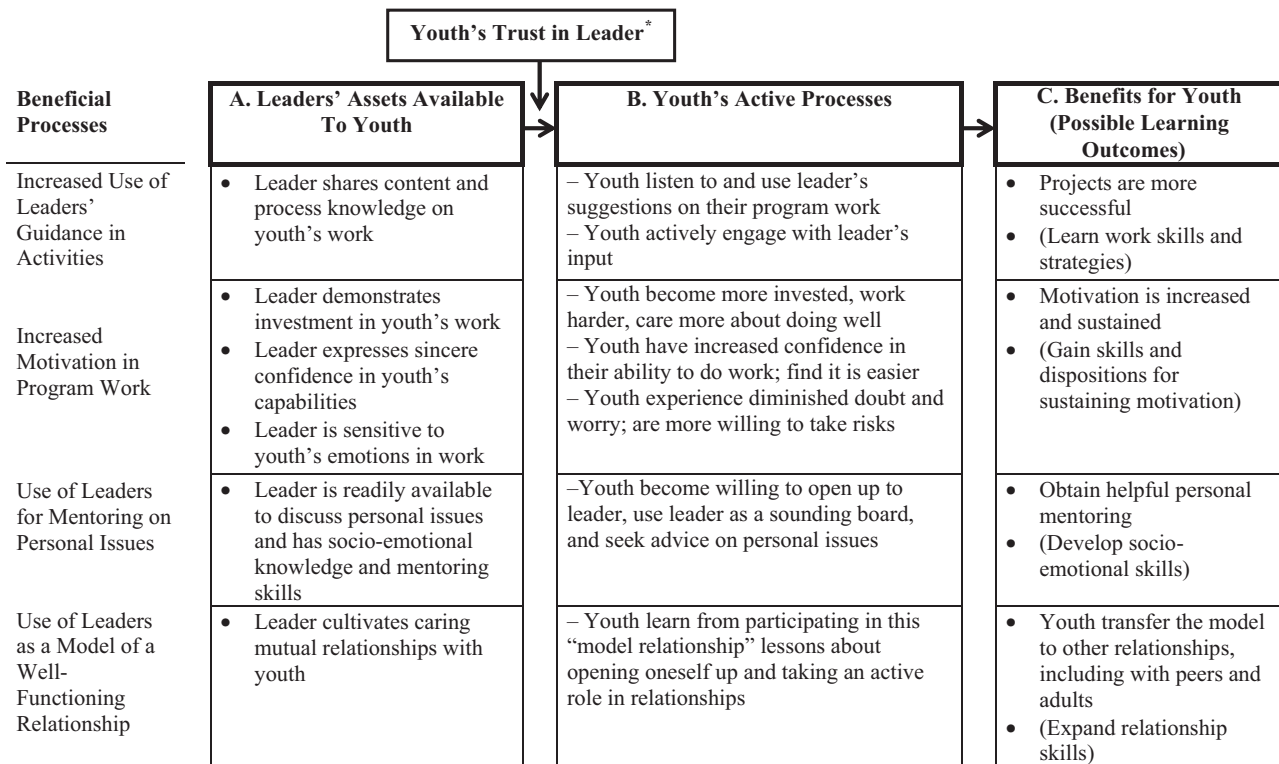 Youth's Trust in Leader*
Beneficial
Processes
A. Leaders' Assets Available
To Youth
B. Youth's Active Processes
C. Benefits for Youth
(Possible Learning
Outcomes)
Increased Use of
Leaders'
Guidance in
Activities
• Leader shares content and
process knowledge on
youth's work
– Youth listen to and use leader's
suggestions on their program work
– Youth actively engage with leader's
input
• Projects are more
successful
• (Learn work skills and
strategies)
Increased
Motivation in
Program Work
• Leader demonstrates
investment in youth's work
• Leader expresses sincere
confidence in youth's
capabilities
• Leader is sensitive to
youth's emotions in work
– Youth become more invested, work
harder, care more about doing well
– Youth have increased confidence in
their ability to do work; find it is easier
– Youth experience diminished doubt and
worry; are more willing to take risks
• Motivation is increased
and sustained
• (Gain skills and
dispositions for
sustaining motivation)
Use of Leaders
for Mentoring on
Personal Issues
• Leader is readily available
to discuss personal issues
and has socio-emotional
knowledge and mentoring
skills
–Youth become willing to open up to
leader, use leader as a sounding board,
and seek advice on personal issues
• Obtain helpful personal
mentoring
• (Develop socio-
emotional skills)
Use of Leaders
as a Model of a
Well-
Functioning
Relationship
• Leader cultivates caring
mutual relationships with
youth
– Youth learn from participating in this
“model relationship” lessons about
opening oneself up and taking an active
role in relationships
• Youth transfer the model
to other relationships,
including with peers and
adults
• (Expand relationship
skills)